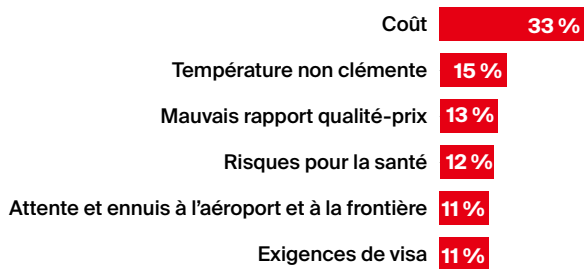 Coût 33 %
Température non clémente 15 %
Mauvais rapport qualité-prix 13 %
Risques pour la santé 12 %
Attente et ennuis à l’aéroport et à la frontière 11 %
Exigences de visa 11 %